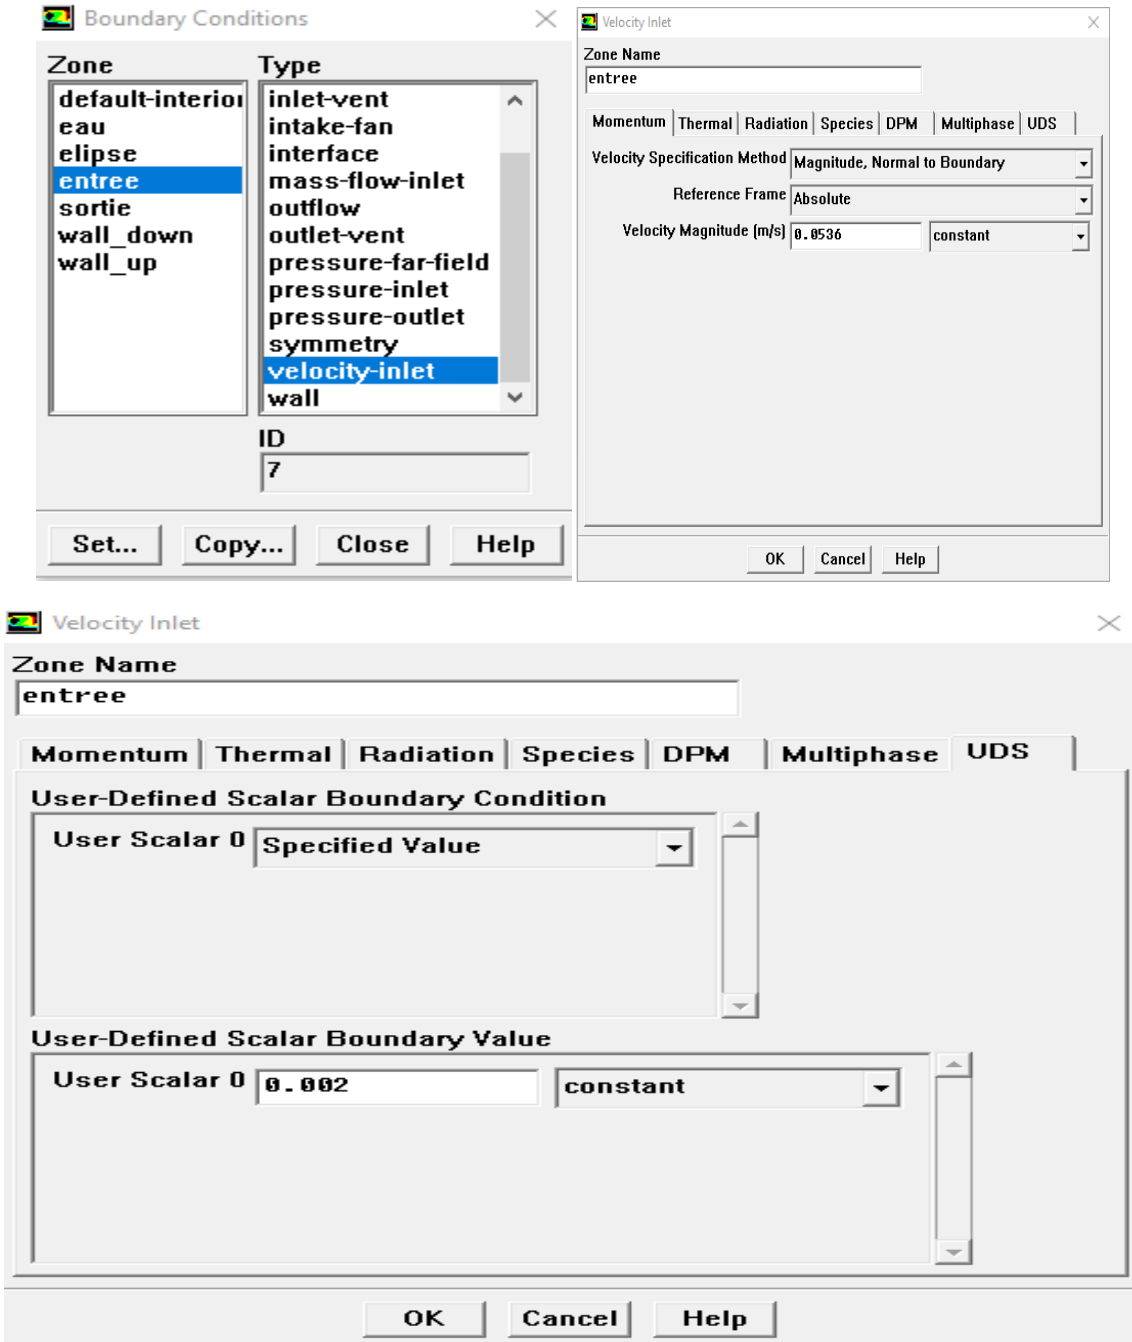 Boundary Conditions
Zone
Type
default-interior
eau
elipse
entree
sortie
wall_down
wall_up
inlet-vent
intake-fan
interface
mass-flow-inlet
outflow
outlet-vent
pressure-far-field
pressure-inlet
pressure-outlet
symmetry
velocity-inlet
wall
ID
7
Set... Copy... Close Help
Velocity Inlet
Zone Name
entree
Momentum Thermal Radiation Species DPM Multiphase UDS
Velocity Specification Method Magnitude, Normal to Boundary
Reference Frame Absolute
Velocity Magnitude (m/s) 0.0536 constant
OK Cancel Help
Velocity Inlet
Zone Name
entree
Momentum Thermal Radiation Species DPM Multiphase UDS
User-Defined Scalar Boundary Condition
User Scalar 0 Specified Value
User-Defined Scalar Boundary Value
User Scalar 0 0.002 constant
OK Cancel Help